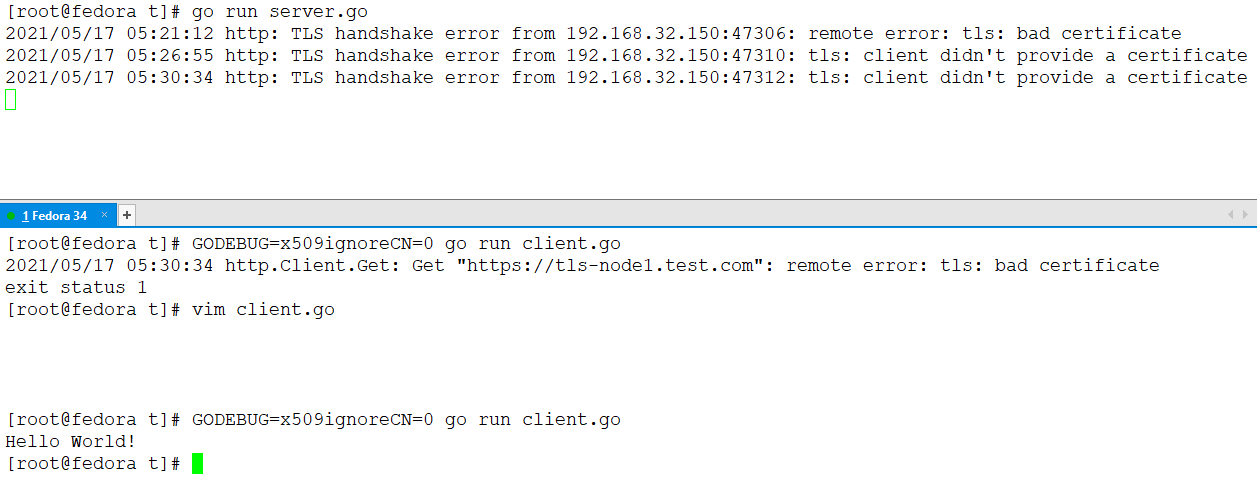 [root@fedora t]# go run server.go
2021/05/17 05:21:12 http: TLS handshake error from 192.168.32.150:47306: remote error: tls: bad certificate
2021/05/17 05:26:55 http: TLS handshake error from 192.168.32.150:47310: tls: client didn't provide a certificate
2021/05/17 05:30:34 http: TLS handshake error from 192.168.32.150:47312: tls: client didn't provide a certificate
1 Fedora 34 × +
[root@fedora t]# GODEBUG=x509ignoreCN=0 go run client.go
2021/05/17 05:30:34 http.Client.Get: Get "https://tls-node1.test.com": remote error: tls: bad certificate
exit status 1
[root@fedora t]# vim client.go
[root@fedora t]# GODEBUG=x509ignoreCN=0 go run client.go
Hello World!
[root@fedora t]#